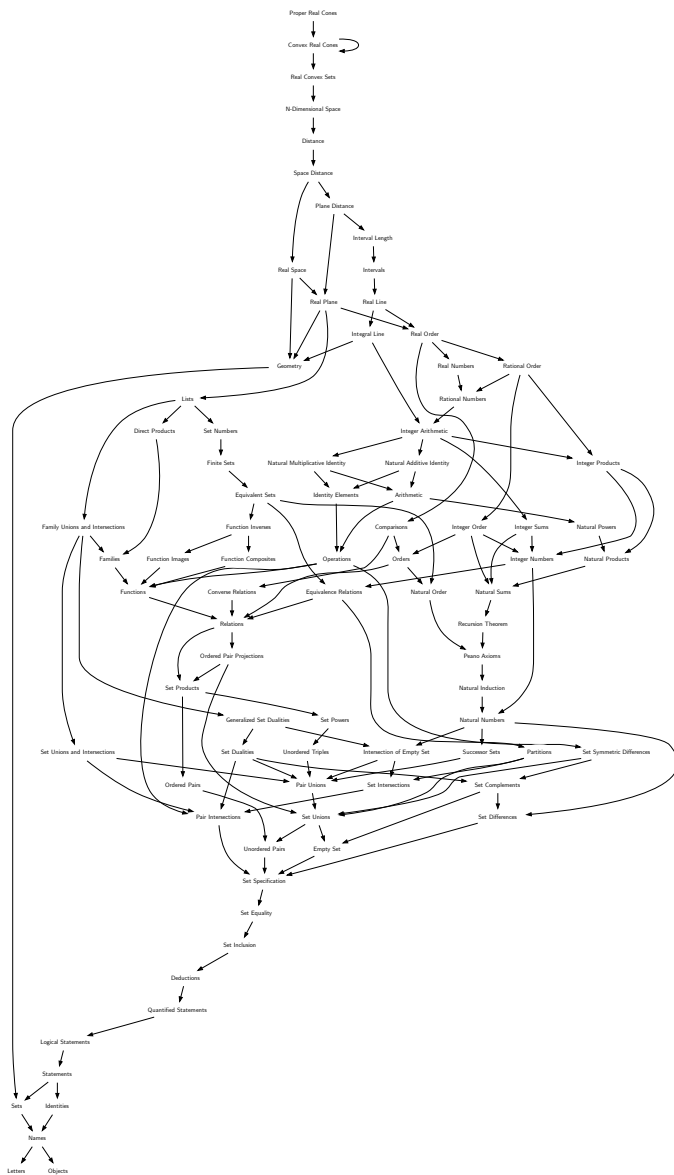 Proper Real Cones
Convex Real Cones
Real Convex Sets
N-Dimensional Space
Distance
Space Distance
Plane Distance
Interval Length
Real Space
Intervals
Real Plane
Real Line
Integral Line
Real Order
Geometry
Real Numbers
Rational Order
Lists
Rational Numbers
Direct Products
Set Numbers
Integer Arithmetic
Finite Sets
Natural Multiplicative Identity
Natural Additive Identity
Integer Products
Equivalent Sets
Identity Elements
Arithmetic
Family Unions and Intersections
Function Inverses
Comparisons
Integer Order
Integer Sums
Natural Powers
Families
Function Images
Function Composites
Operations
Orders
Integer Numbers
Natural Products
Functions
Converse Relations
Equivalence Relations
Natural Order
Natural Sums
Relations
Recursion Theorem
Ordered Pair Projections
Peano Axioms
Set Products
Natural Induction
Generalized Set Dualities
Set Powers
Natural Numbers
Set Unions and Intersections
Set Dualities
Unordered Triples
Intersection of Empty Set
Successor Sets
Partitions
Set Symmetric Differences
Ordered Pairs
Pair Unions
Set Intersections
Set Complements
Pair Intersections
Set Unions
Set Differences
Unordered Pairs
Empty Set
Set Specification
Set Equality
Set Inclusion
Deductions
Quantified Statements
Logical Statements
Statements
Sets
Identities
Names
Letters
Objects